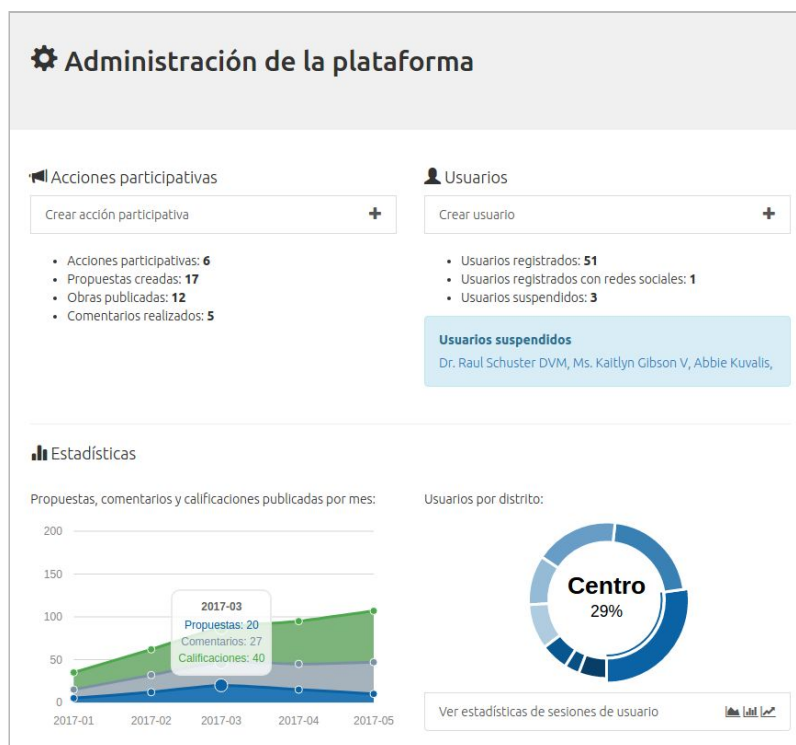 Administración de la plataforma
Acciones participativas
Crear acción participativa
Acciones participativas: 6
Propuestas creadas: 17
Obras publicadas: 12
Comentarios realizados: 5
Usuarios
Crear usuario
Usuarios registrados: 51
Usuarios registrados con redes sociales: 1
Usuarios suspendidos: 3
Usuarios suspendidos
Dr. Raul Schuster DVM, Ms. Kaitlyn Gibson V, Abbie Kuvalis,
Estadísticas
Propuestas, comentarios y calificaciones publicadas por mes:
200
150
100
50
0
2017-03
Propuestas: 20
Comentarios: 27
Calificaciones: 40
2017-01 2017-02 2017-03 2017-04 2017-05
Usuarios por distrito:
Centro
29%
Ver estadísticas de sesiones de usuario